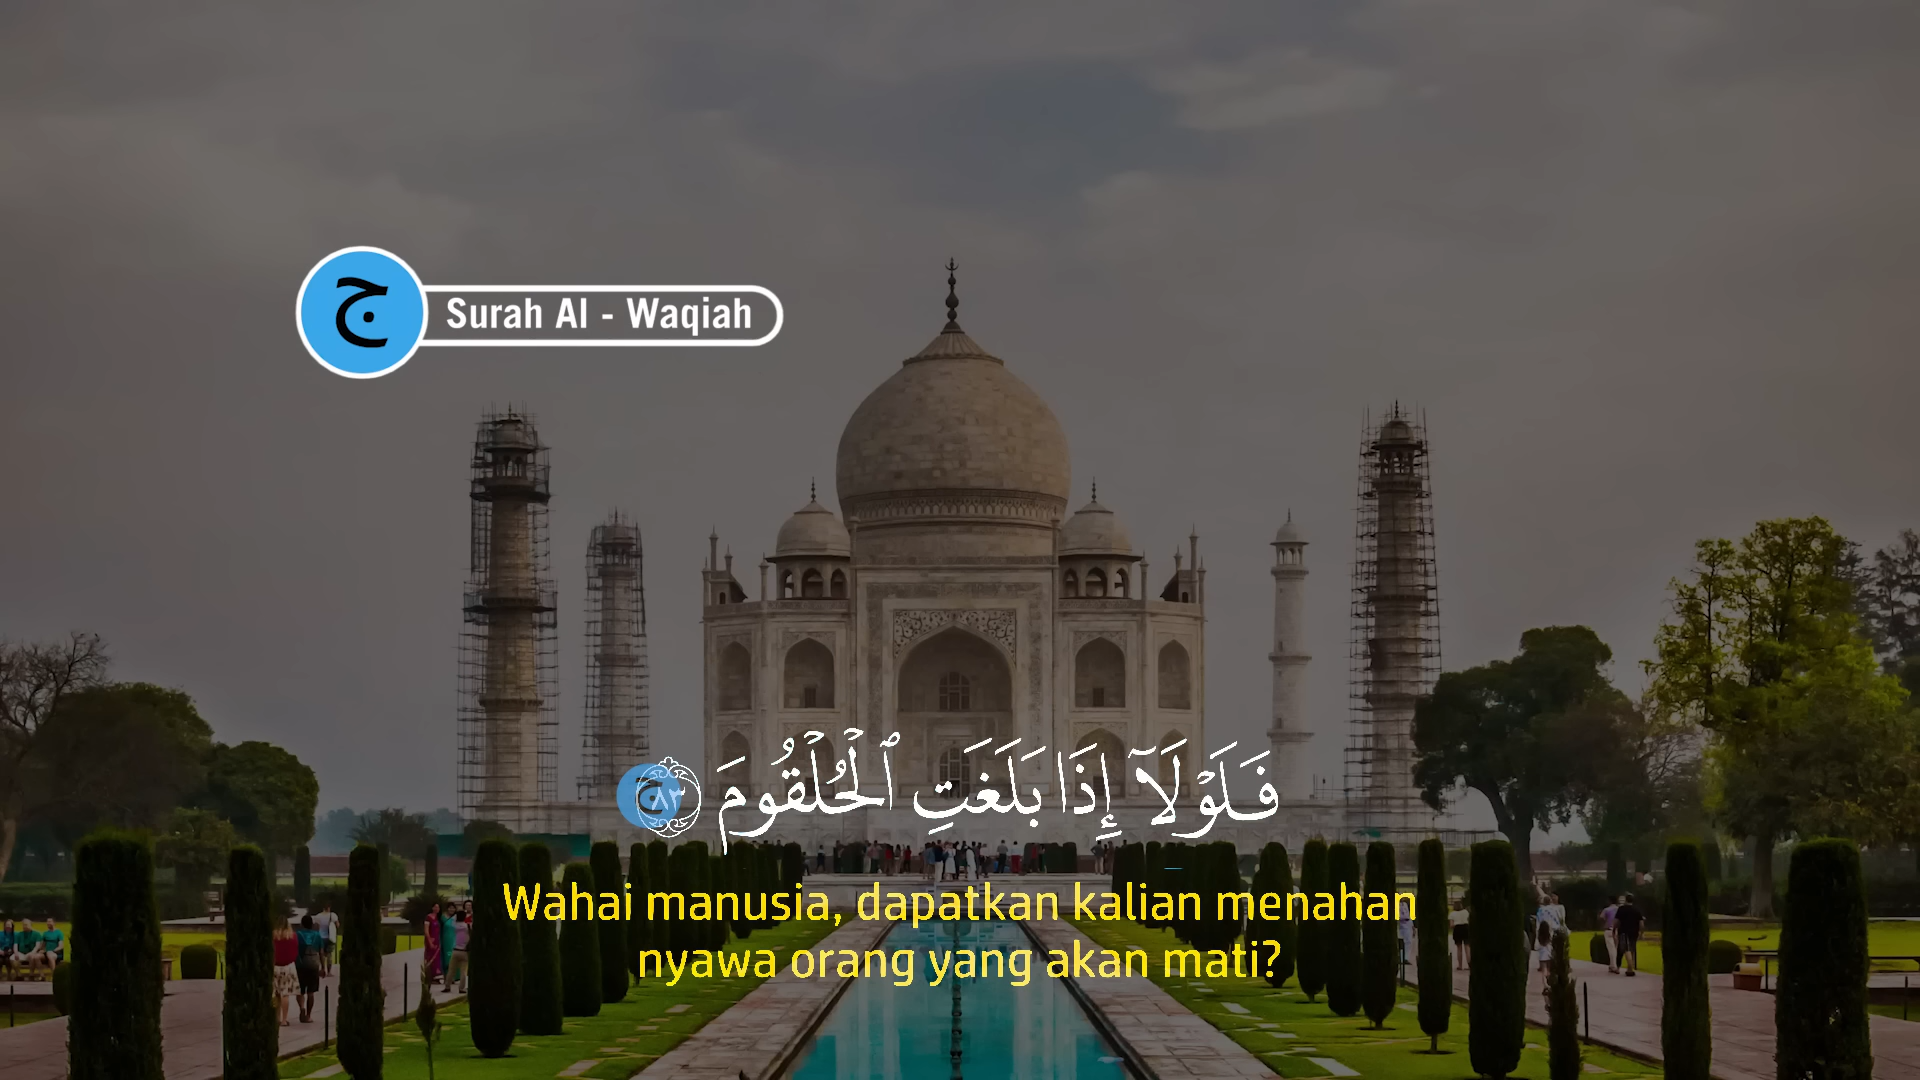 ج
Surah Al - Waqiah
فَلَوْلَآ إِذَا بَلَغَتِ ٱلْحُلْقُومَ ٨٣
ج
Wahai manusia, dapatkan kalian menahan
nyawa orang yang akan mati?